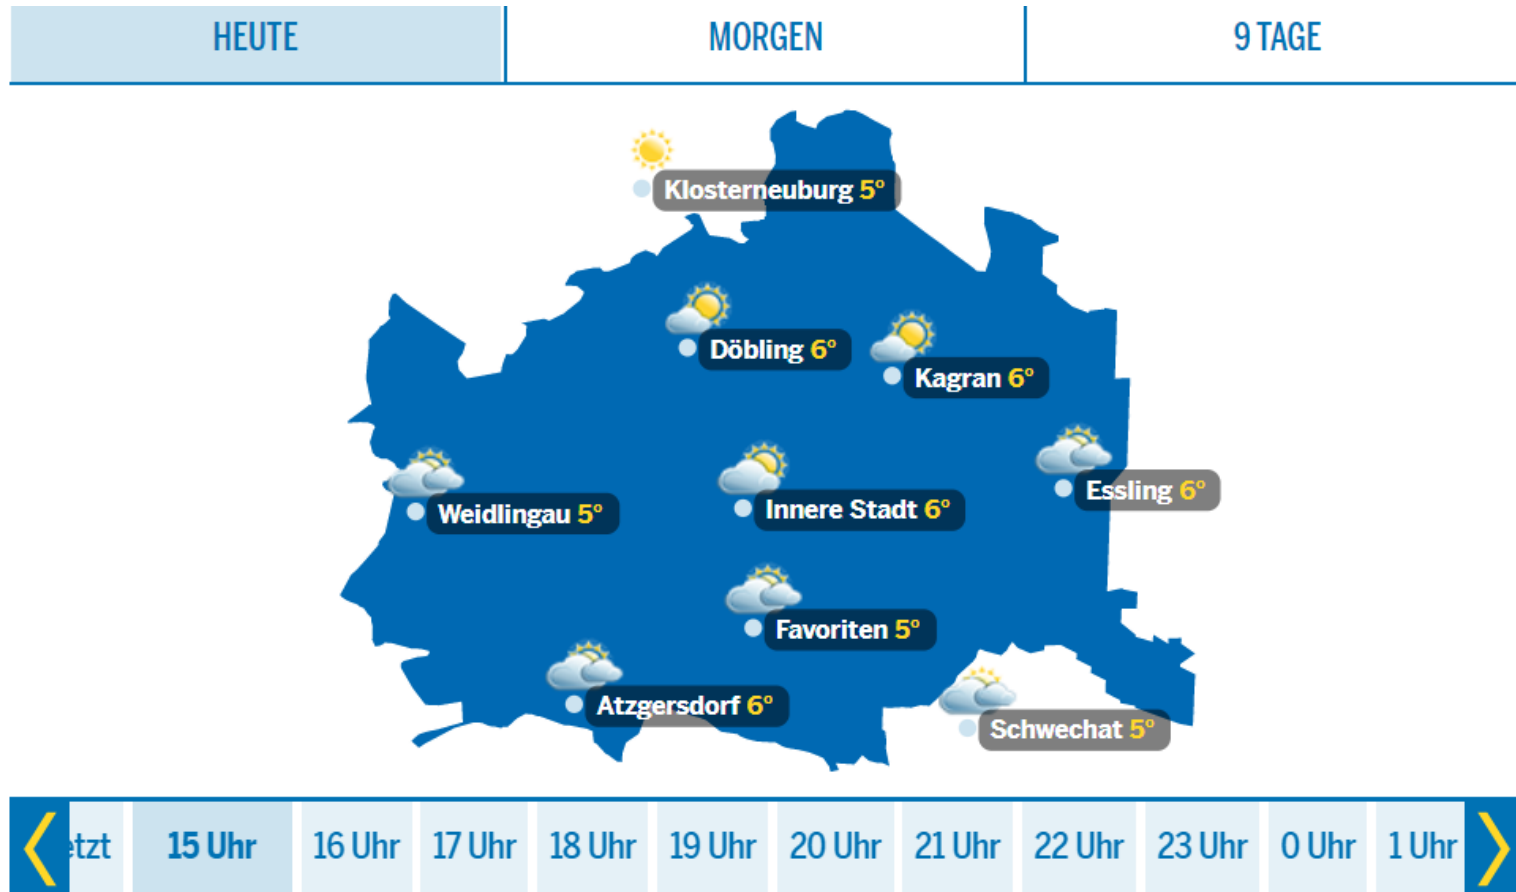 HEUTE MORGEN 9 TAGE
Klosterneuburg 5°
Döbling 6°
Kagran 6°
Essling 6°
Weidlingau 5°
Innere Stadt 6°
Favoriten 5°
Atzgersdorf 6°
Schwechat 5°
etzt 15 Uhr 16 Uhr 17 Uhr 18 Uhr 19 Uhr 20 Uhr 21 Uhr 22 Uhr 23 Uhr 0 Uhr 1 Uhr